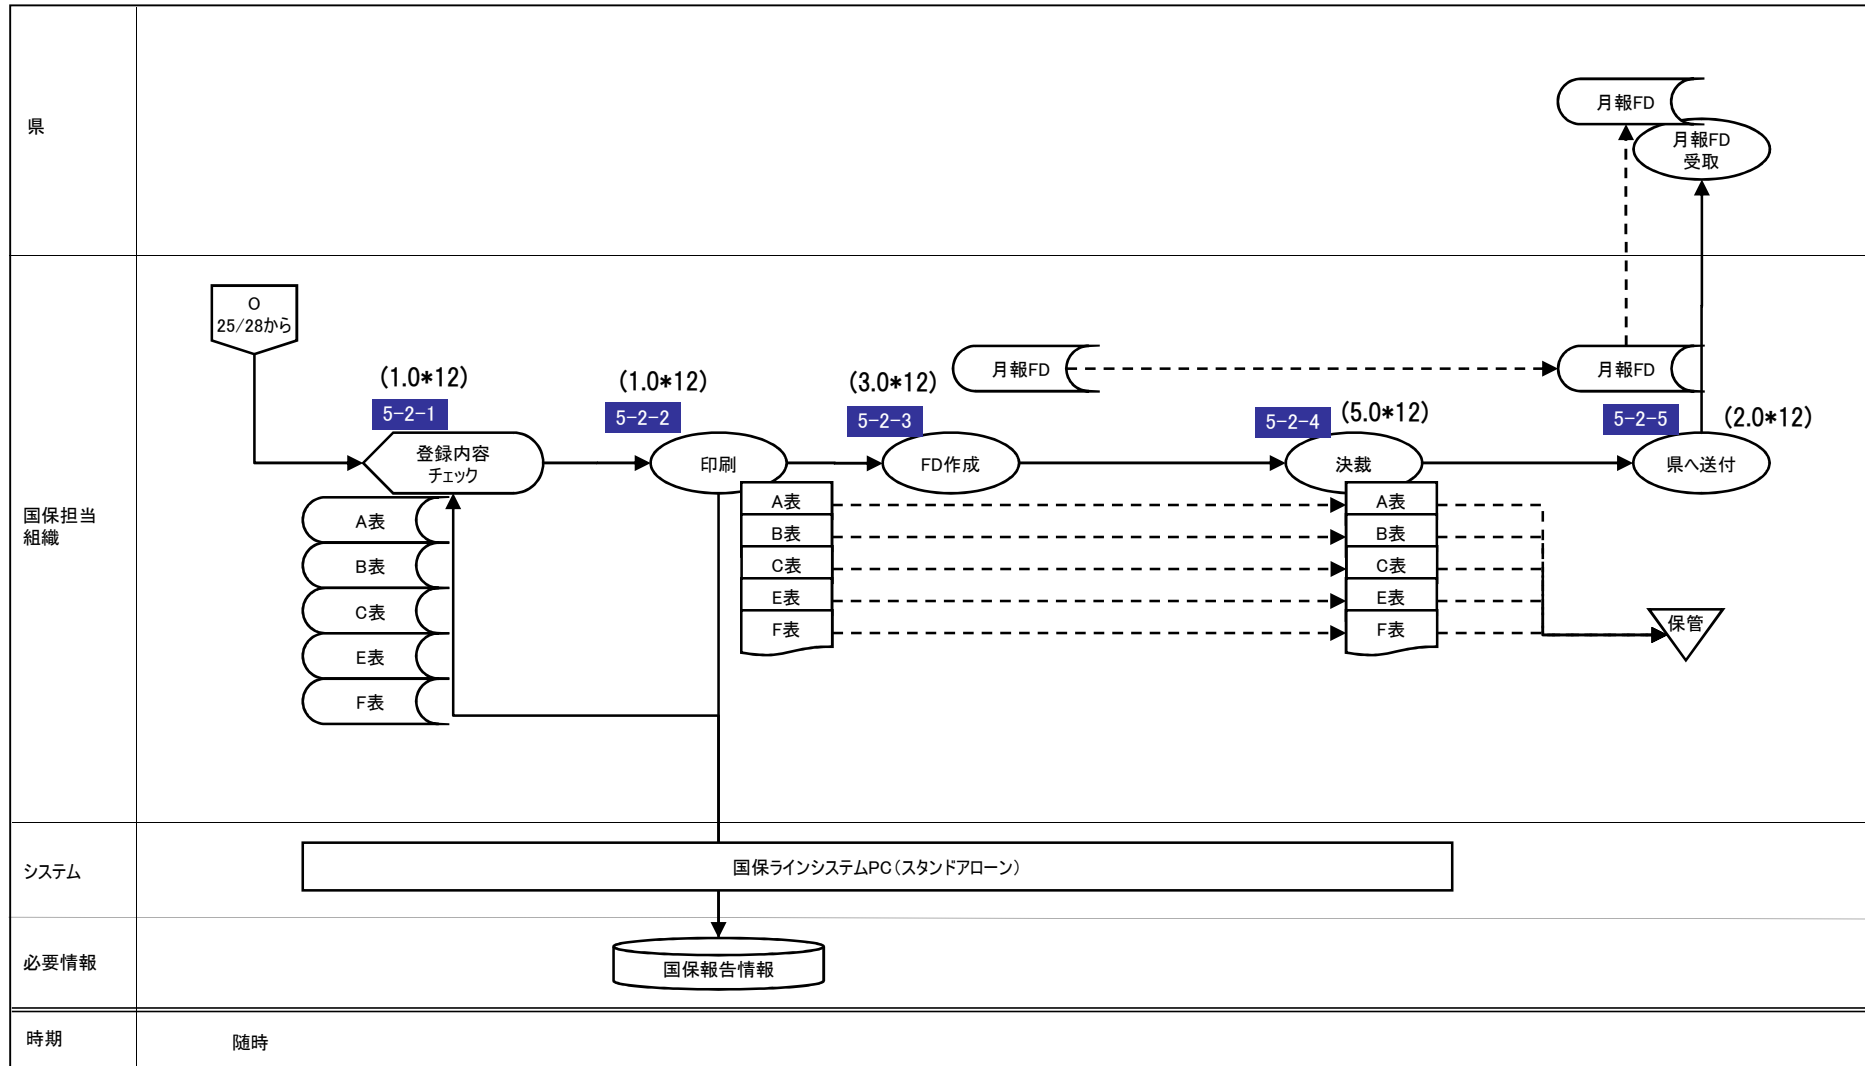 県
月報FD
月報FD
受取
国保担当
組織
O
25/28から
月報FD
月報FD
(1.0*12)
5-2-1
(1.0*12)
5-2-2
(3.0*12)
5-2-3
5-2-4
(5.0*12)
5-2-5
(2.0*12)
登録内容
チェック
印刷
FD作成
決裁
県へ送付
A表
B表
C表
E表
F表
A表
B表
C表
E表
F表
A表
B表
C表
E表
F表
保管
システム
国保ラインシステムPC(スタンドアローン)
必要情報
国保報告情報
時期
随時